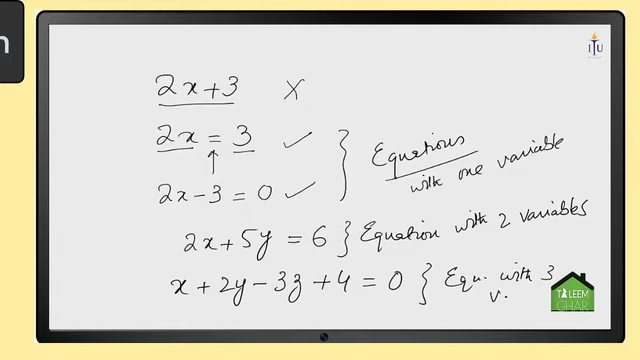 n
ITU
2x + 3 X
2x = 3 ✓
2x - 3 = 0 ✓
} Equations
with one variable
2x + 5y = 6 } Equation with 2 variables
x + 2y - 3z + 4 = 0 } Equ. with 3
v.
TALEEM
GHAR